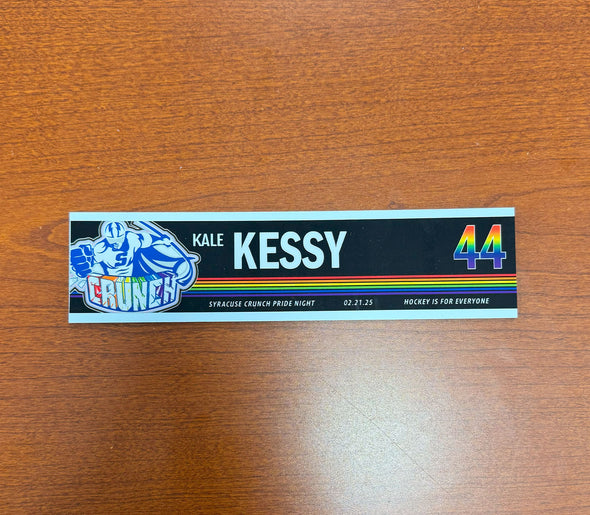 KALE KESSY 44
CRUNCH
SYRACUSE CRUNCH PRIDE NIGHT 02.21.25 HOCKEY IS FOR EVERYONE